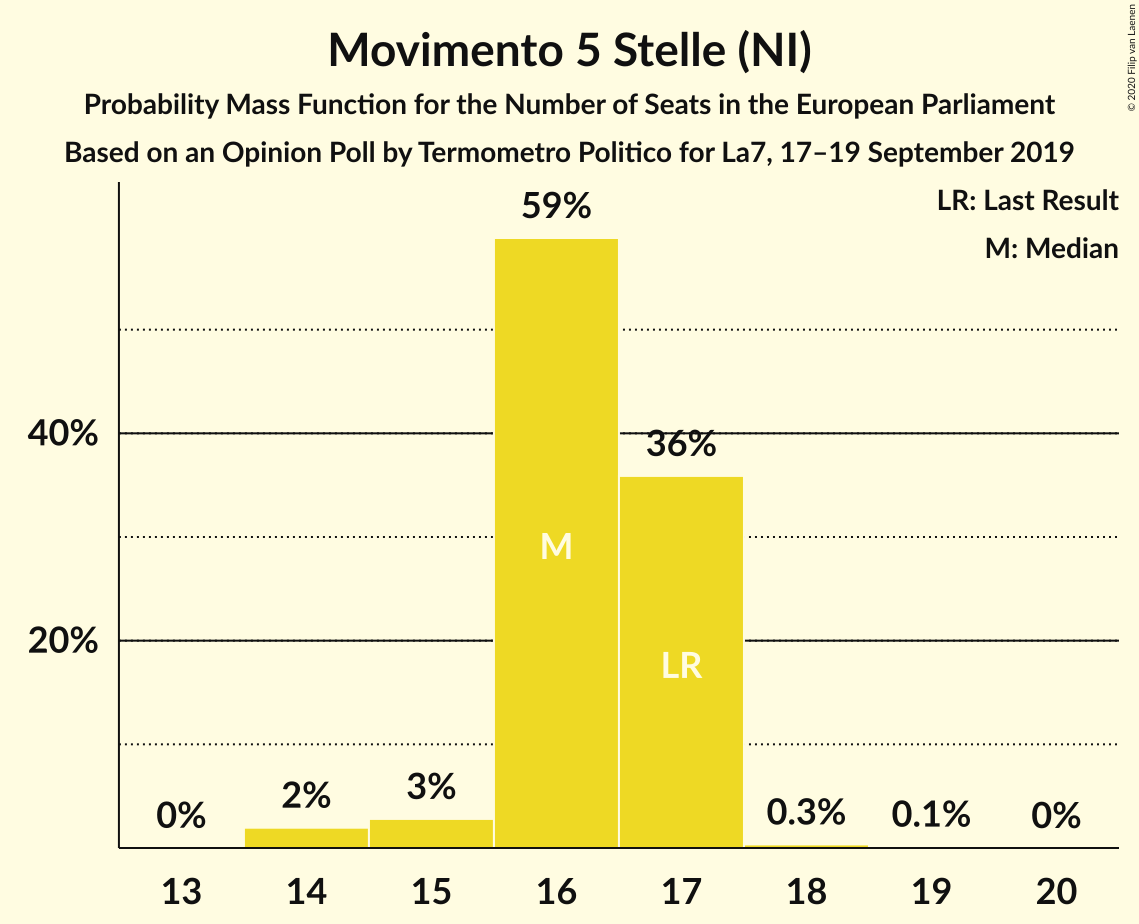 Movimento 5 Stelle (NI)
Probability Mass Function for the Number of Seats in the European Parliament
Based on an Opinion Poll by Termometro Politico for La7, 17–19 September 2019
© 2020 Filip van Laenen
LR: Last Result
M: Median
59%
40%
36%
M
20%
LR
0%
2%
3%
0.3%
0.1%
0%
13 14 15 16 17 18 19 20